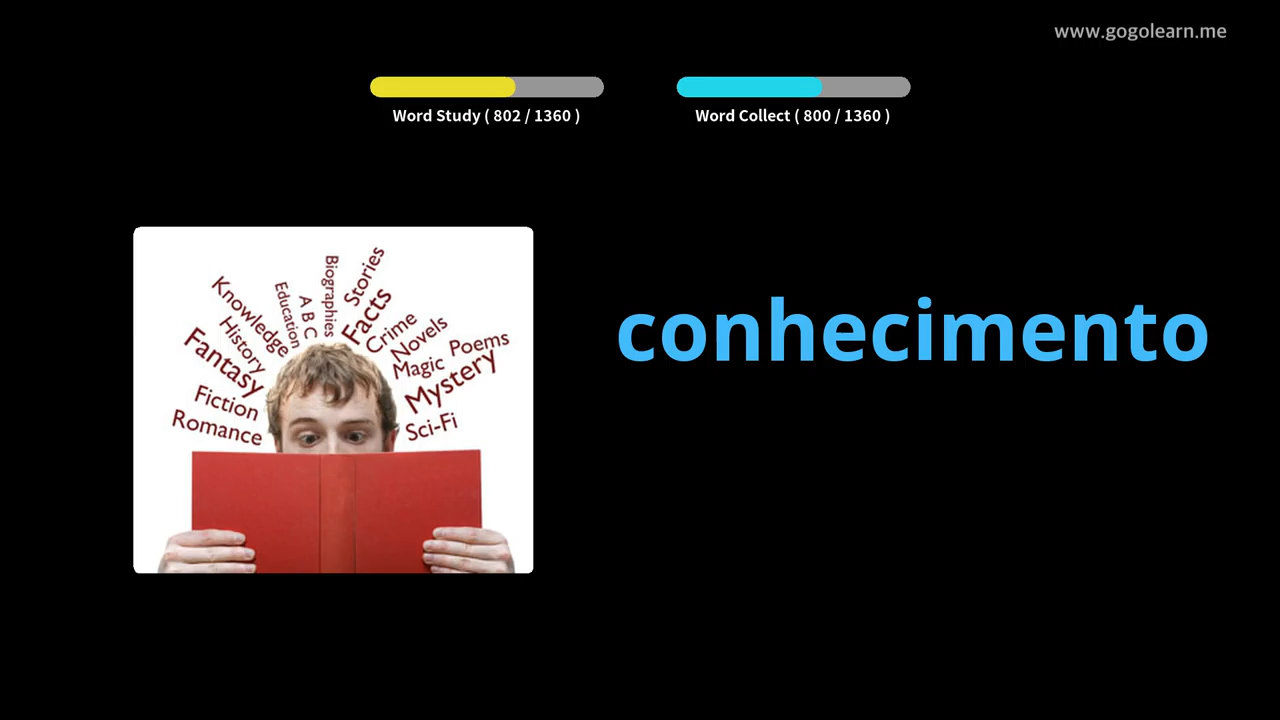 www.gogolearn.me
Word Study ( 802 / 1360 )
Word Collect ( 800 / 1360 )
conhecimento
Romance
Fiction
Fantasy
History
Knowledge
Education
A B C
Biographies
Stories
Facts
Crime
Novels
Magic
Poems
Mystery
Sci-Fi